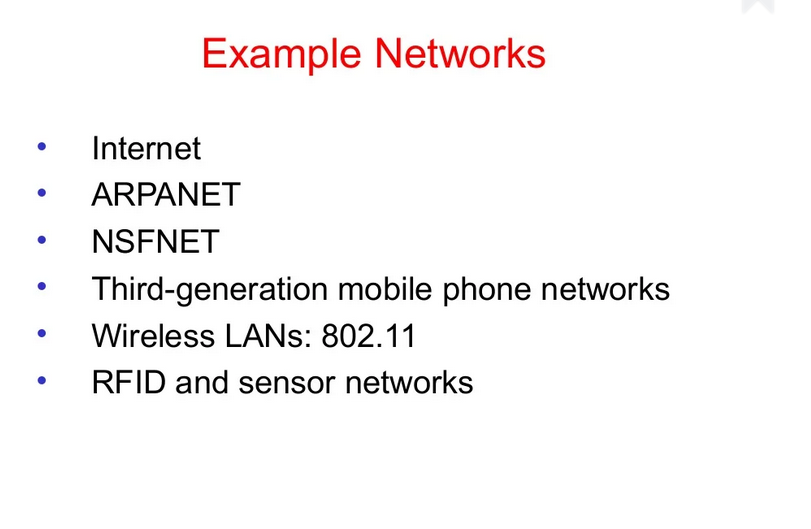 Example Networks
• Internet
• ARPANET
• NSFNET
• Third-generation mobile phone networks
• Wireless LANs: 802.11
• RFID and sensor networks